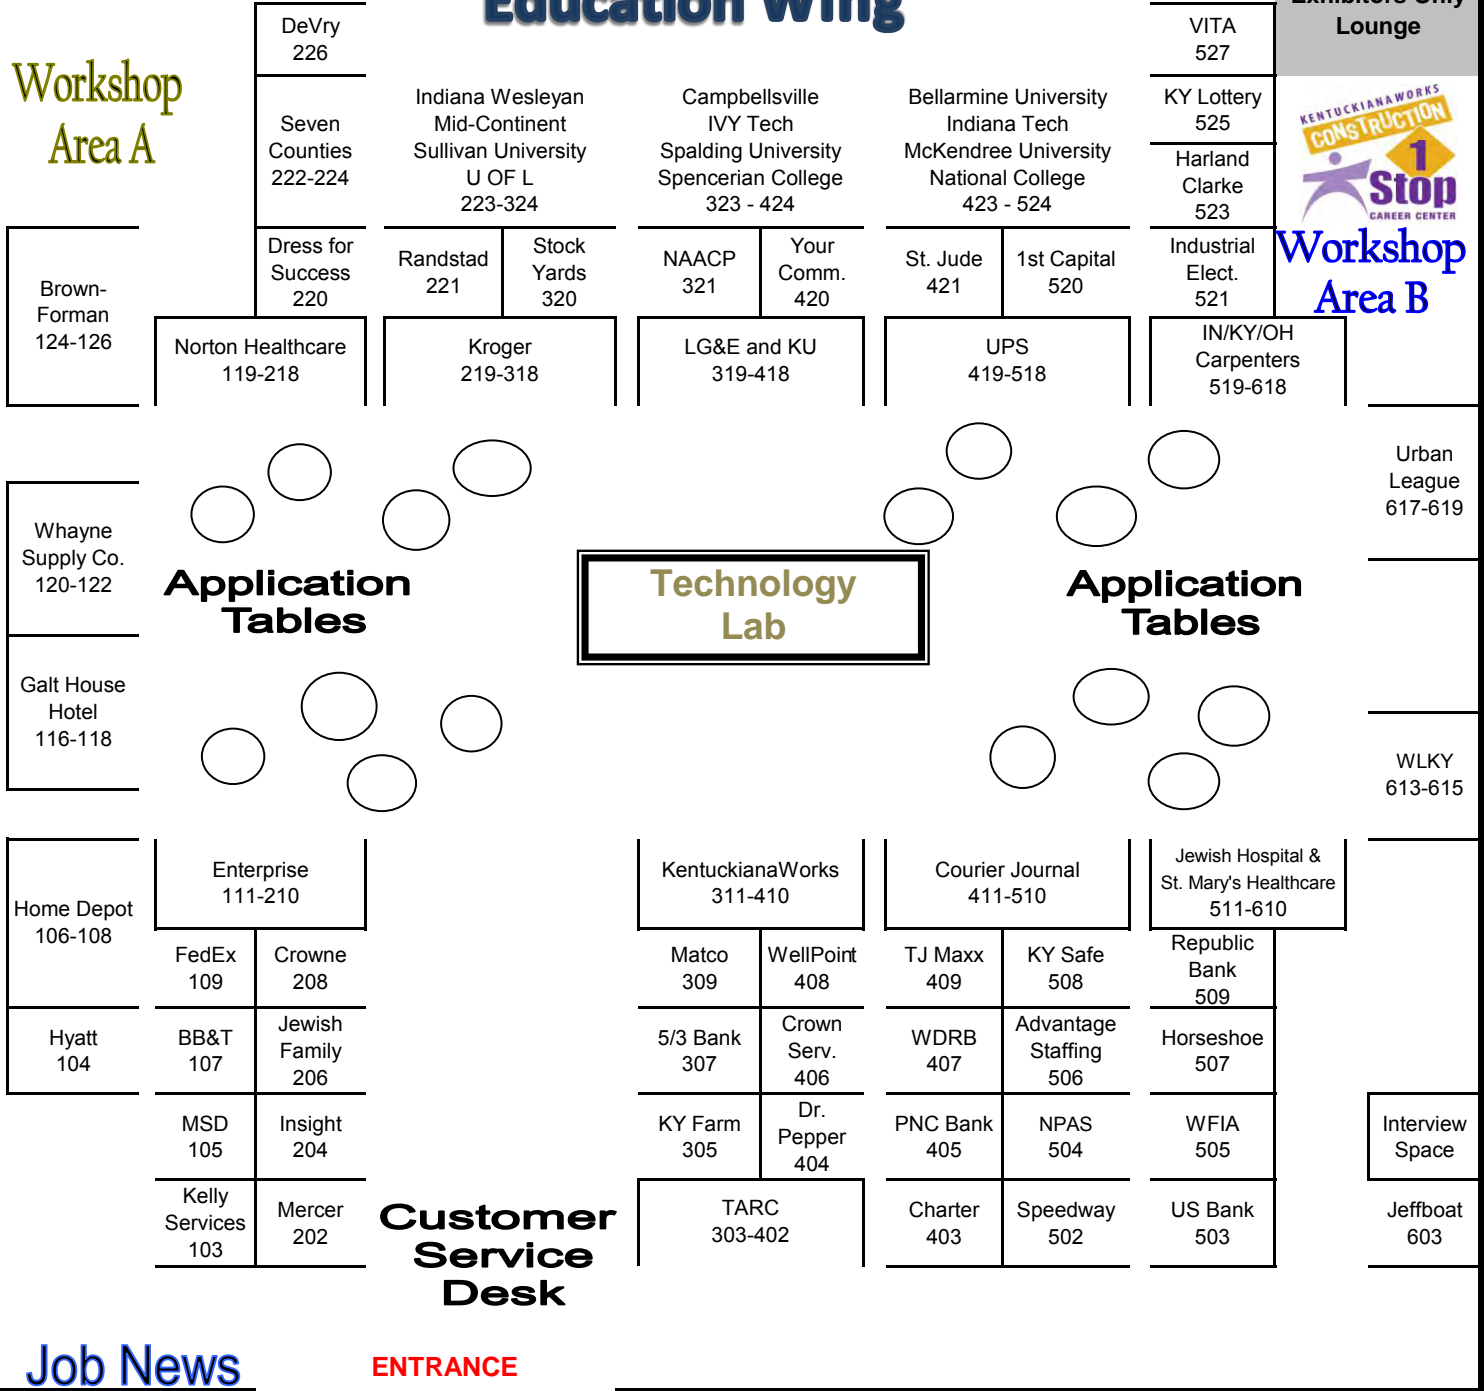 Education Wing
Exhibitors Only
Lounge
DeVry
226
VITA
527
Workshop
Area A
Seven
Counties
222-224
Indiana Wesleyan
Mid-Continent
Sullivan University
U OF L
223-324
Campbellsville
IVY Tech
Spalding University
Spencerian College
323 - 424
Bellarmine University
Indiana Tech
McKendree University
National College
423 - 524
KY Lottery
525
Harland
Clarke
523
KENTUCKIANAWORKS
CONSTRUCTION
1
Stop
CAREER CENTER
Workshop
Area B
Brown-
Forman
124-126
Dress for
Success
220
Randstad
221
Stock
Yards
320
NAACP
321
Your
Comm.
420
St. Jude
421
1st Capital
520
Industrial
Elect.
521
Norton Healthcare
119-218
Kroger
219-318
LG&E and KU
319-418
UPS
419-518
IN/KY/OH
Carpenters
519-618
Urban
League
617-619
Whayne
Supply Co.
120-122
Application
Tables
Technology
Lab
Application
Tables
Galt House
Hotel
116-118
WLKY
613-615
Home Depot
106-108
Enterprise
111-210
KentuckianaWorks
311-410
Courier Journal
411-510
Jewish Hospital &
St. Mary's Healthcare
511-610
FedEx
109
Crowne
208
Matco
309
WellPoint
408
TJ Maxx
409
KY Safe
508
Republic
Bank
509
Hyatt
104
BB&T
107
Jewish
Family
206
5/3 Bank
307
Crown
Serv.
406
WDRB
407
Advantage
Staffing
506
Horseshoe
507
MSD
105
Insight
204
KY Farm
305
Dr.
Pepper
404
PNC Bank
405
NPAS
504
WFIA
505
Interview
Space
Kelly
Services
103
Mercer
202
Customer
Service
Desk
TARC
303-402
Charter
403
Speedway
502
US Bank
503
Jeffboat
603
Job News
ENTRANCE